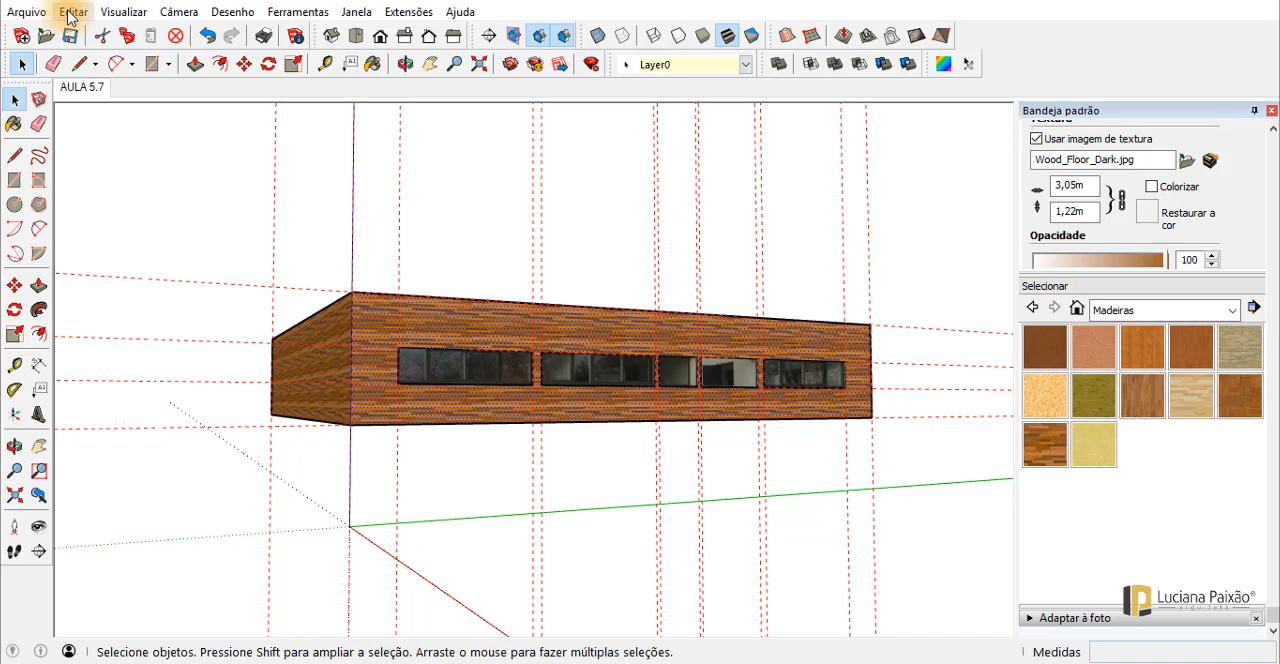 Arquivo Editar Visualizar Câmera Desenho Ferramentas Janela Extensões Ajuda
Layer0
AULA 5.7
Bandeja padrão
Textura
Usar imagem de textura
Wood_Floor_Dark.jpg
3,05m
Colorizar
1,22m
Restaurar a
cor
Opacidade
100
Selecionar
Madeiras
Luciana Paixão®
arquiteta
Adaptar à foto
Selecione objetos. Pressione Shift para ampliar a seleção. Arraste o mouse para fazer múltiplas seleções.
Medidas